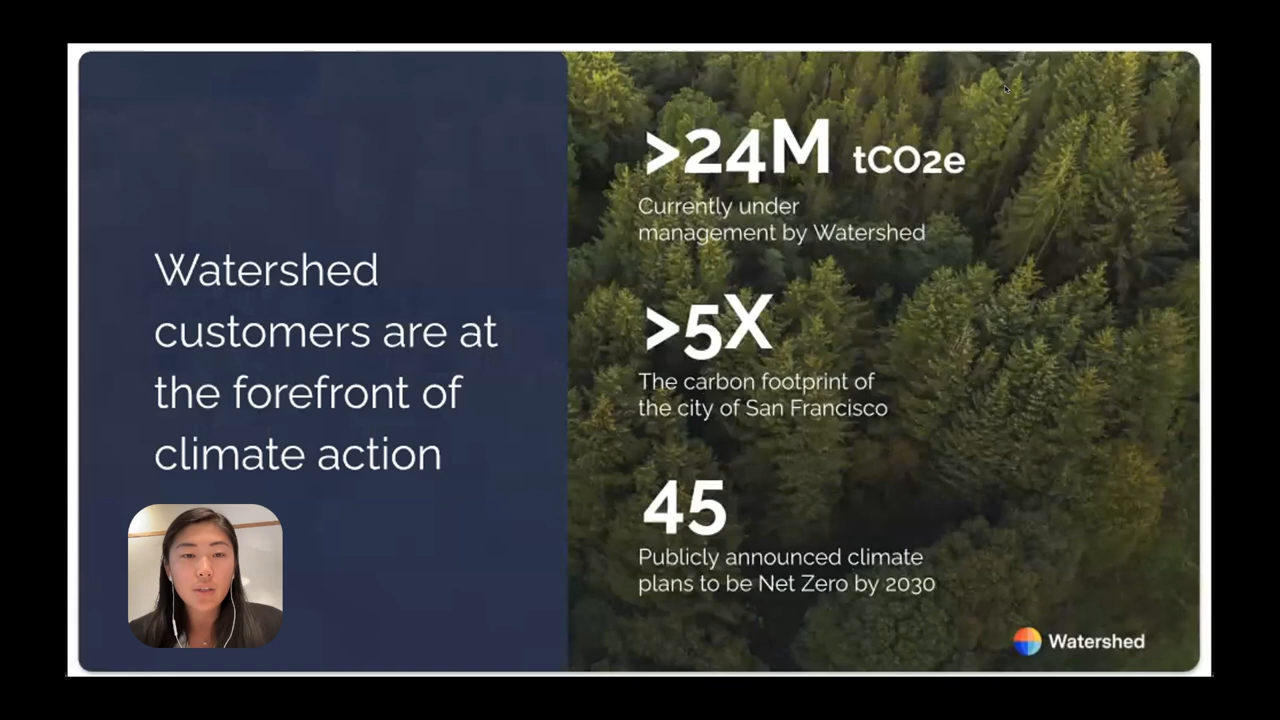 Watershed
customers are at
the forefront of
climate action
>24M tCO2e
Currently under
management by Watershed
>5X
The carbon footprint of
the city of San Francisco
45
Publicly announced climate
plans to be Net Zero by 2030
Watershed